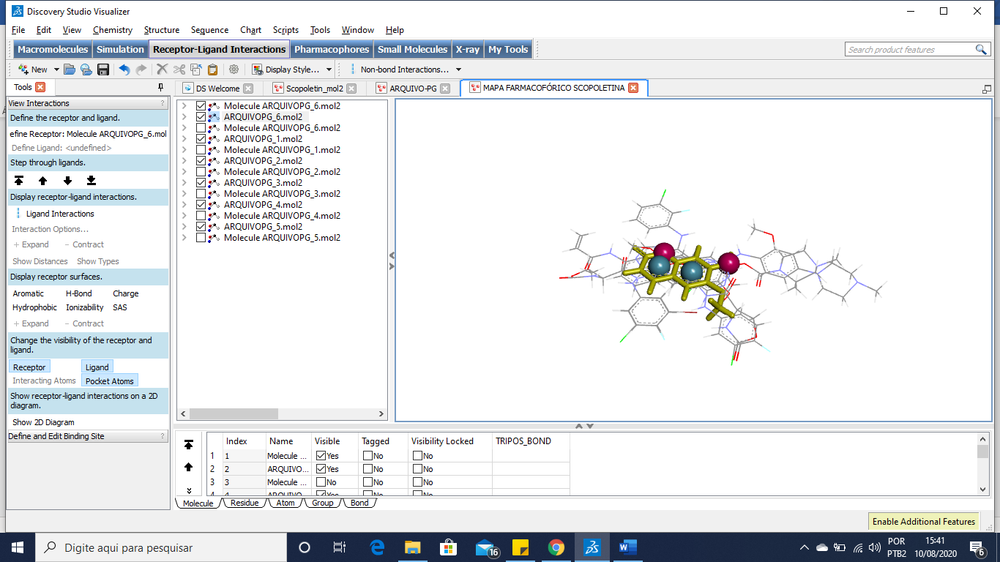 Discovery Studio Visualizer
File Edit View Chemistry Structure Sequence Chart Scripts Tools Window Help
Macromolecules Simulation Receptor-Ligand Interactions Pharmacophores Small Molecules X-ray My Tools
Search product features
New Display Style... Non-bond Interactions...
Tools
DS Welcome Scopoletin_mol2 ARQUIVO-PG MAPA FARMACOFÓRICO SCOPOLETINA
View Interactions ?
Define the receptor and ligand.
efine Receptor: Molecule ARQUIVOPG_6.mol
Define Ligand: <undefined>
Step through ligands.
Display receptor-ligand interactions.
Ligand Interactions
Interaction Options...
+ Expand - Contract
Show Distances Show Types
Display receptor surfaces.
Aromatic H-Bond Charge
Hydrophobic Ionizability SAS
+ Expand - Contract
Change the visibility of the receptor and
ligand.
Receptor Ligand
Interacting Atoms Pocket Atoms
Show receptor-ligand interactions on a 2D
diagram.
Show 2D Diagram
Define and Edit Binding Site ?
Molecule ARQUIVOPG_6.mol2
ARQUIVOPG_6.mol2
Molecule ARQUIVOPG_6.mol2
ARQUIVOPG_1.mol2
Molecule ARQUIVOPG_1.mol2
ARQUIVOPG_2.mol2
Molecule ARQUIVOPG_2.mol2
ARQUIVOPG_3.mol2
Molecule ARQUIVOPG_3.mol2
ARQUIVOPG_4.mol2
Molecule ARQUIVOPG_4.mol2
ARQUIVOPG_5.mol2
Molecule ARQUIVOPG_5.mol2
Index Name Visible Tagged Visibility Locked TRIPOS_BOND
1 1 Molecule ... Yes No No
2 2 ARQUIVO... Yes No No
3 3 Molecule ... No No No
4 4 ARQUIVO... Yes No No
Molecule Residue Atom Group Bond
Enable Additional Features
Digite aqui para pesquisar
16
POR
PTB2
15:41
10/08/2020
6